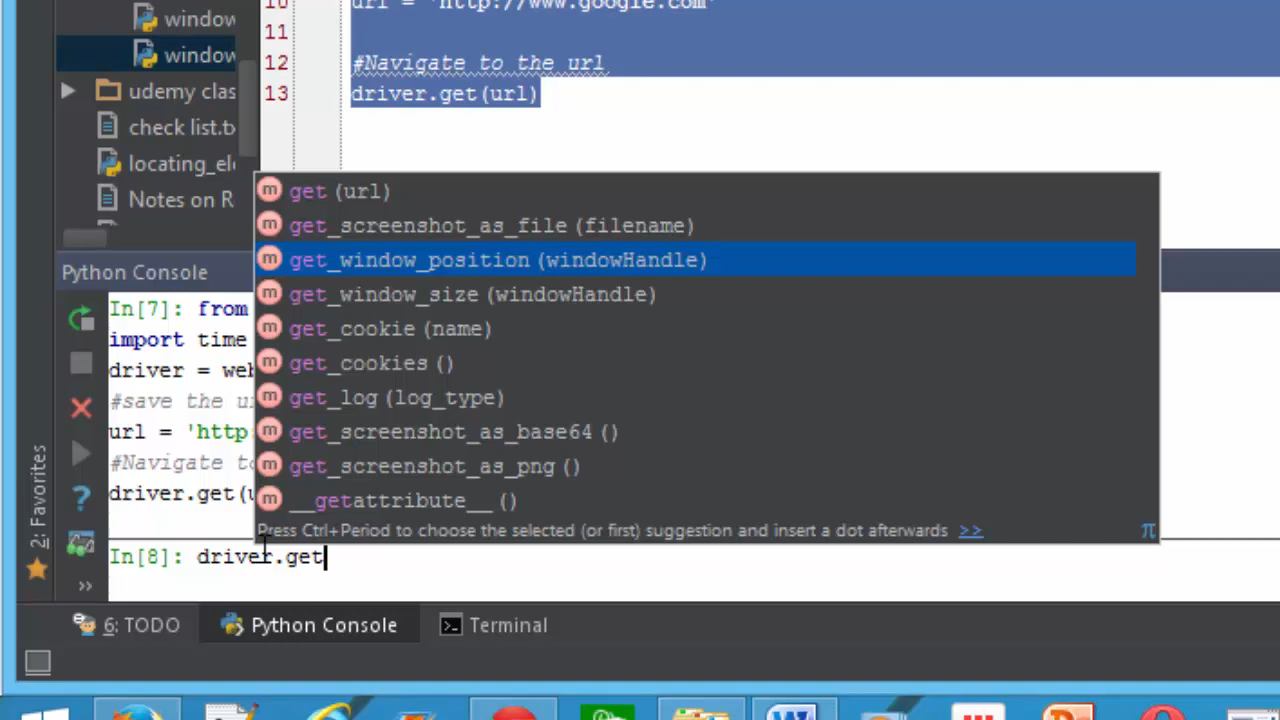 10 url = 'http://www.google.com'
window
11
window
12 #Navigate to the url
udemy clas
13 driver.get(url)
check list.tx
locating_ele
Notes on R
get(url)
get_screenshot_as_file(filename)
get_window_position(windowHandle)
get_window_size(windowHandle)
get_cookie(name)
get_cookies()
get_log(log_type)
get_screenshot_as_base64()
get_screenshot_as_png()
__getattribute__()
Press Ctrl+Period to choose the selected (or first) suggestion and insert a dot afterwards >> π
Python Console
In[7]: from
import time
driver = web
#save the u
url = 'http
#Navigate to
driver.get(u
In[8]: driver.get
2: Favorites
6: TODO Python Console Terminal